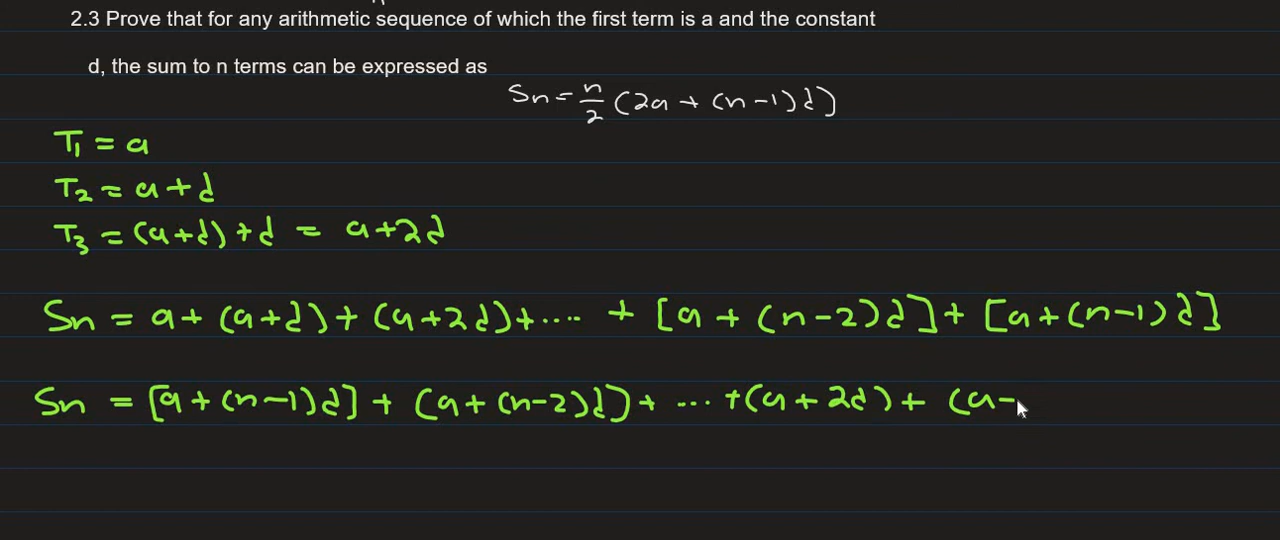 2.3 Prove that for any arithmetic sequence of which the first term is a and the constant
d, the sum to n terms can be expressed as
Sn = n/2 (2a + (n-1)d)
T1 = a
T2 = a+d
T3 = (a+d)+d = a+2d
Sn = a + (a+d) + (a+2d) + .... + [a + (n-2)d] + [a+(n-1)d]
Sn = [a + (n-1)d] + (a + (n-2)d) + ... + (a + 2d) + (a-